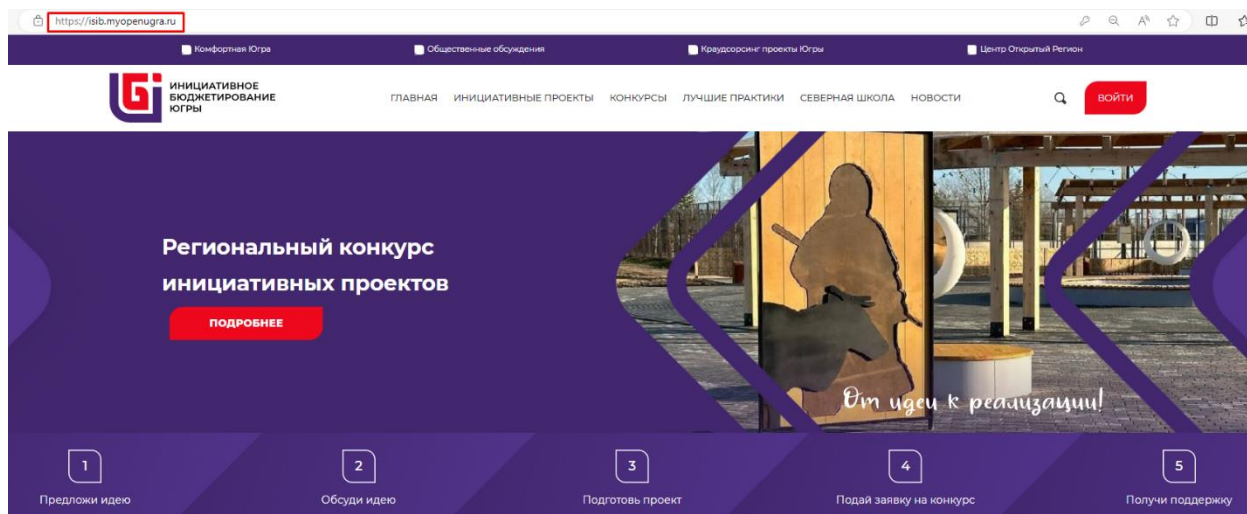 https://isib.myopenugra.ru
Комфортная Югра
Общественные обсуждения
Краудсорсинг проекты Югры
Центр Открытый Регион
ИНИЦИАТИВНОЕ
БЮДЖЕТИРОВАНИЕ
ЮГРЫ
ГЛАВНАЯ ИНИЦИАТИВНЫЕ ПРОЕКТЫ КОНКУРСЫ ЛУЧШИЕ ПРАКТИКИ СЕВЕРНАЯ ШКОЛА НОВОСТИ
ВОЙТИ
Региональный конкурс
инициативных проектов
ПОДРОБНЕЕ
От идеи к реализации!
1
Предложи идею
2
Обсуди идею
3
Подготовь проект
4
Подай заявку на конкурс
5
Получи поддержку